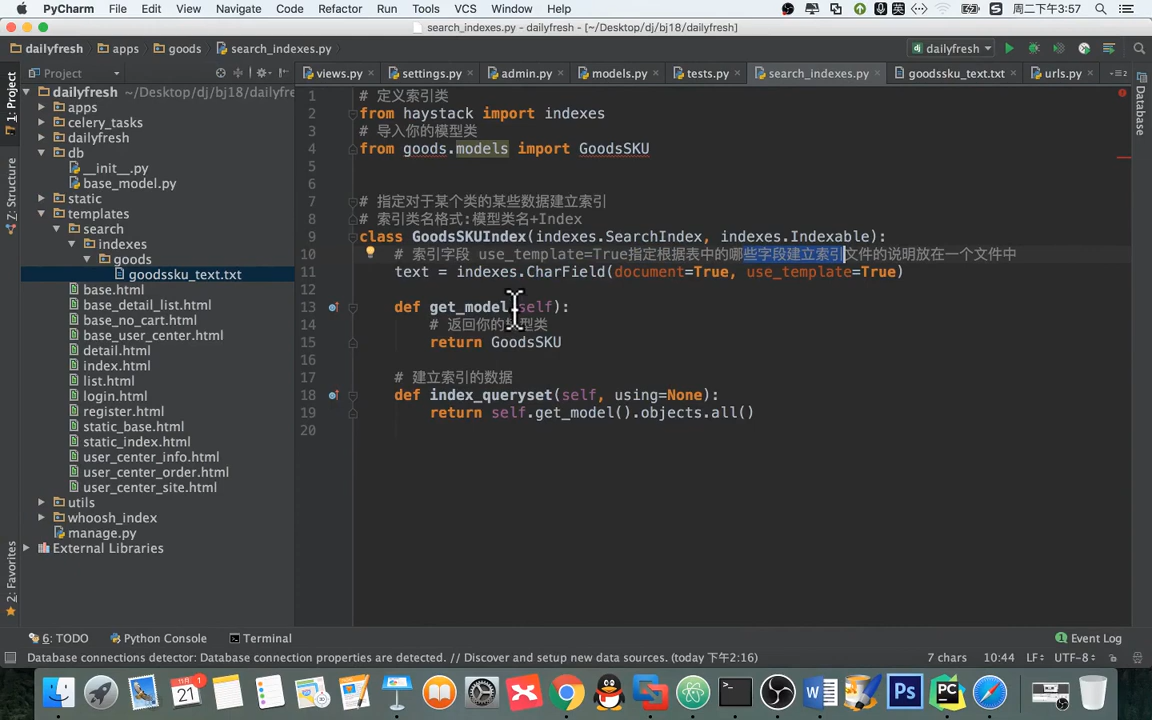 PyCharm File Edit View Navigate Code Refactor Run Tools VCS Window Help 英 周二下午3:57
search_indexes.py - dailyfresh - [~/Desktop/dj/bj18/dailyfresh]
dailyfresh apps goods search_indexes.py dailyfresh
Project views.py settings.py admin.py models.py tests.py search_indexes.py goodssku_text.txt urls.py
1: Project
Z: Structure
2: Favorites
Database
dailyfresh ~/Desktop/dj/bj18/dailyfre
apps
celery_tasks
dailyfresh
db
__init__.py
base_model.py
static
templates
search
indexes
goods
goodssku_text.txt
base.html
base_detail_list.html
base_no_cart.html
base_user_center.html
detail.html
index.html
list.html
login.html
register.html
static_base.html
static_index.html
user_center_info.html
user_center_order.html
user_center_site.html
utils
whoosh_index
manage.py
External Libraries
1 # 定义索引类
2 from haystack import indexes
3 # 导入你的模型类
4 from goods.models import GoodsSKU
5
6
7 # 指定对于某个类的某些数据建立索引
8 # 索引类名格式:模型类名+Index
9 class GoodsSKUIndex(indexes.SearchIndex, indexes.Indexable):
10 # 索引字段 use_template=True指定根据表中的哪些字段建立索引文件的说明放在一个文件中
11 text = indexes.CharField(document=True, use_template=True)
12
13 def get_model(self):
14 # 返回你的模型类
15 return GoodsSKU
16
17 # 建立索引的数据
18 def index_queryset(self, using=None):
19 return self.get_model().objects.all()
20
6: TODO Python Console Terminal 1 Event Log
Database connections detector: Database connection properties are detected. // Discover and setup new data sources. (today 下午2:16) 7 chars 10:44 LF÷ UTF-8÷
21 1 PC Ps